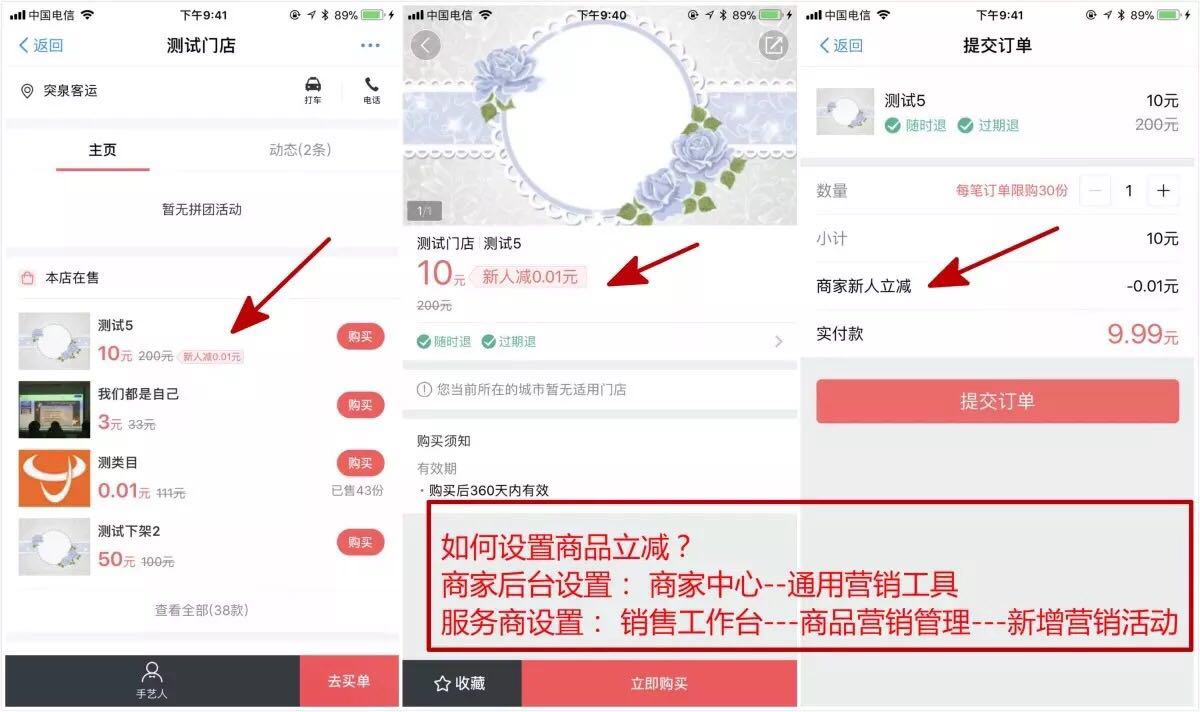 中国电信
下午9:41
89%
返回
测试门店
突泉客运
打车
电话
主页
动态(2条)
暂无拼团活动
本店在售
测试5
10元 200元 新人减0.01元
购买
我们都是自己
3元 33元
购买
测类目
0.01元 111元
购买
已售43份
测试下架2
50元 100元
购买
查看全部(38款)
手艺人
去买单
中国电信
下午9:40
89%
1/1
测试门店 测试5
10元 新人减0.01元
200元
随时退 过期退
您当前所在的城市暂无适用门店
购买须知
有效期
· 购买后360天内有效
收藏
立即购买
中国电信
下午9:41
89%
返回
提交订单
测试5
10元
随时退 过期退
200元
数量
每笔订单限购30份
1
小计
10元
商家新人立减
-0.01元
实付款
9.99元
提交订单
如何设置商品立减？
商家后台设置： 商家中心--通用营销工具
服务商设置： 销售工作台---商品营销管理---新增营销活动